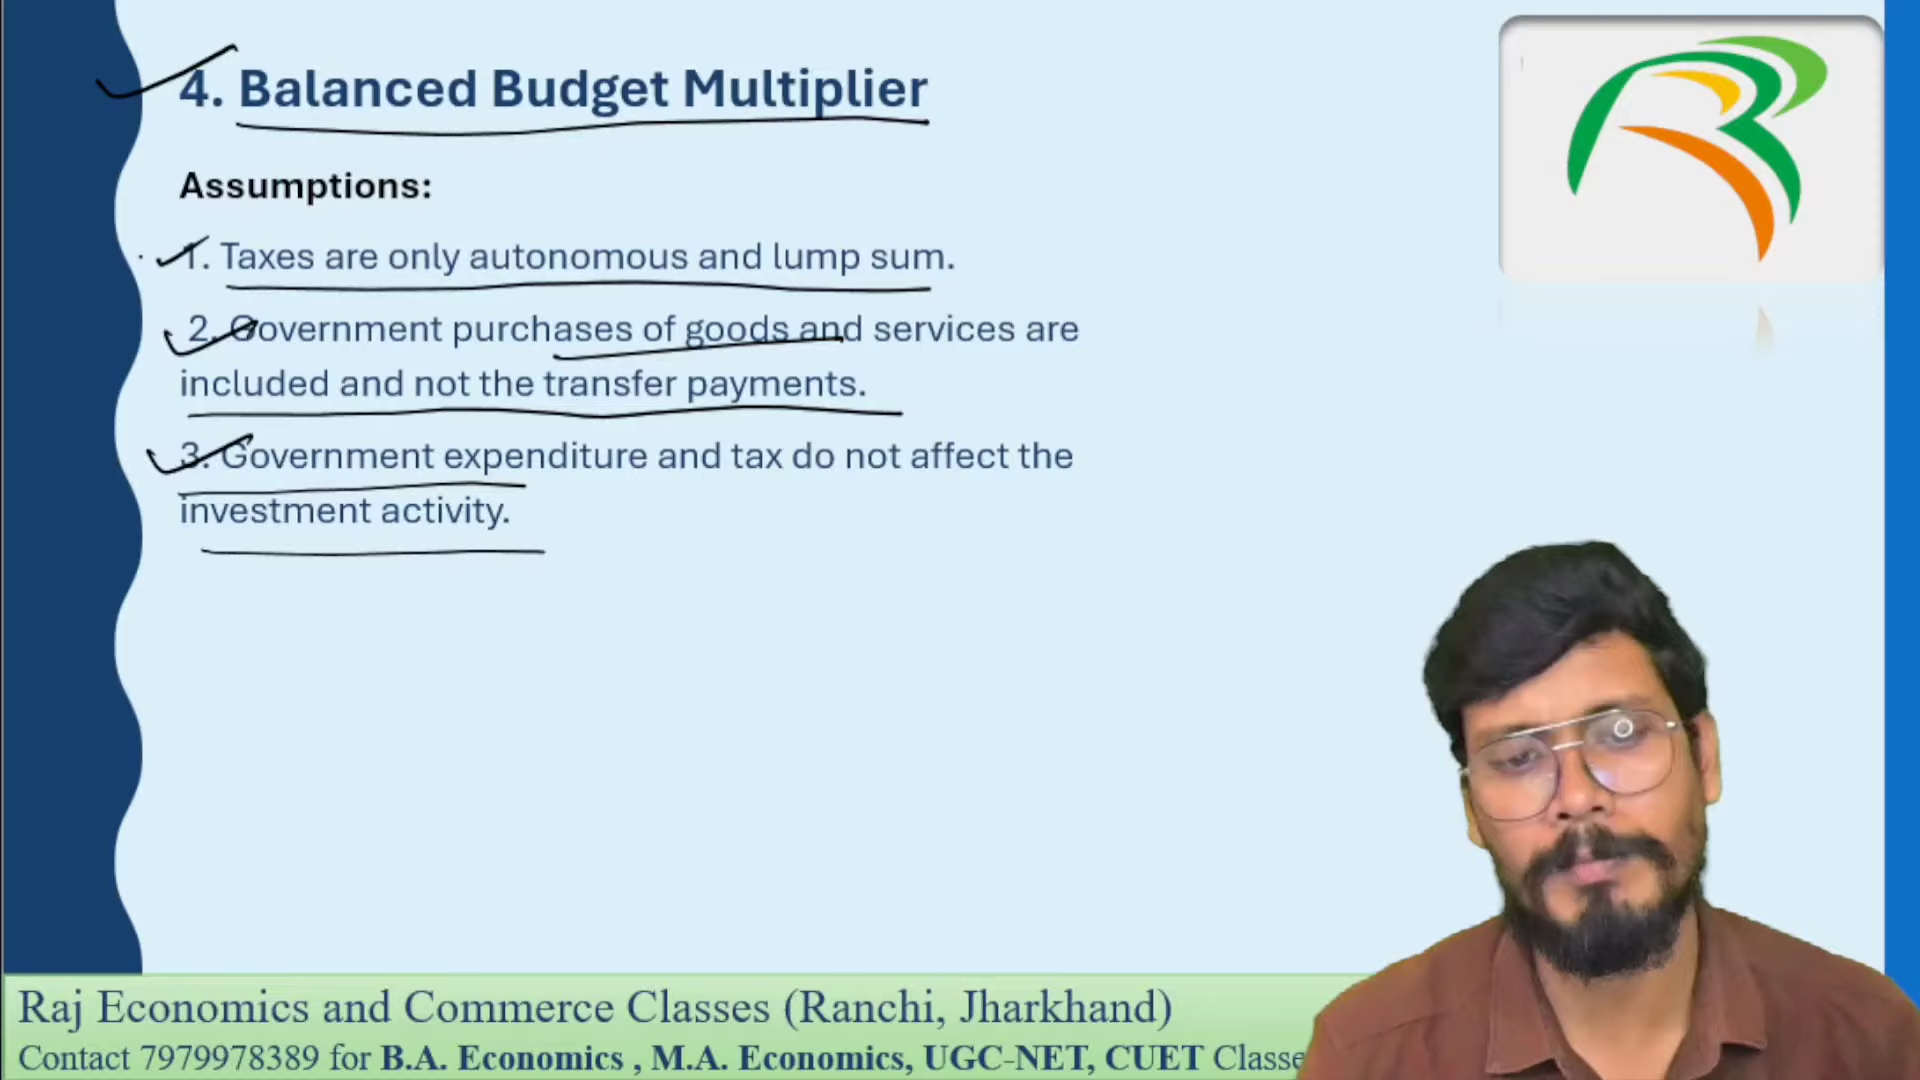 4. Balanced Budget Multiplier
Assumptions:
1. Taxes are only autonomous and lump sum.
2. Government purchases of goods and services are
included and not the transfer payments.
3. Government expenditure and tax do not affect the
investment activity.
Raj Economics and Commerce Classes (Ranchi, Jharkhand)
Contact 7979978389 for B.A. Economics , M.A. Economics, UGC-NET, CUET Classe